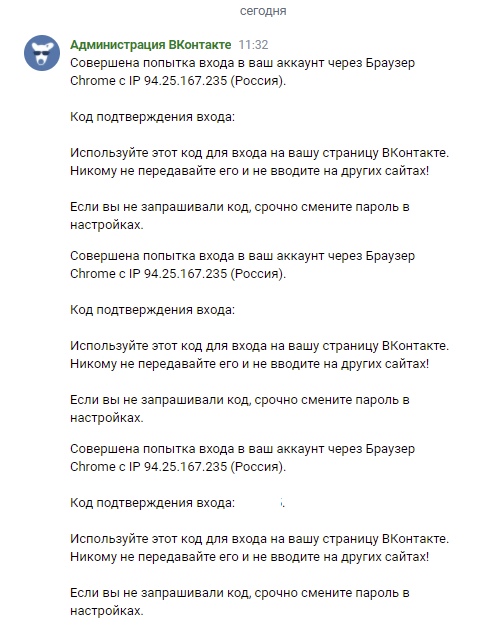 сегодня
Администрация ВКонтакте 11:32
Совершена попытка входа в ваш аккаунт через Браузер
Chrome с IP 94.25.167.235 (Россия).
Код подтверждения входа:
Используйте этот код для входа на вашу страницу ВКонтакте.
Никому не передавайте его и не вводите на других сайтах!
Если вы не запрашивали код, срочно смените пароль в
настройках.
Совершена попытка входа в ваш аккаунт через Браузер
Chrome с IP 94.25.167.235 (Россия).
Код подтверждения входа:
Используйте этот код для входа на вашу страницу ВКонтакте.
Никому не передавайте его и не вводите на других сайтах!
Если вы не запрашивали код, срочно смените пароль в
настройках.
Совершена попытка входа в ваш аккаунт через Браузер
Chrome с IP 94.25.167.235 (Россия).
Код подтверждения входа: .
Используйте этот код для входа на вашу страницу ВКонтакте.
Никому не передавайте его и не вводите на других сайтах!
Если вы не запрашивали код, срочно смените пароль в
настройках.